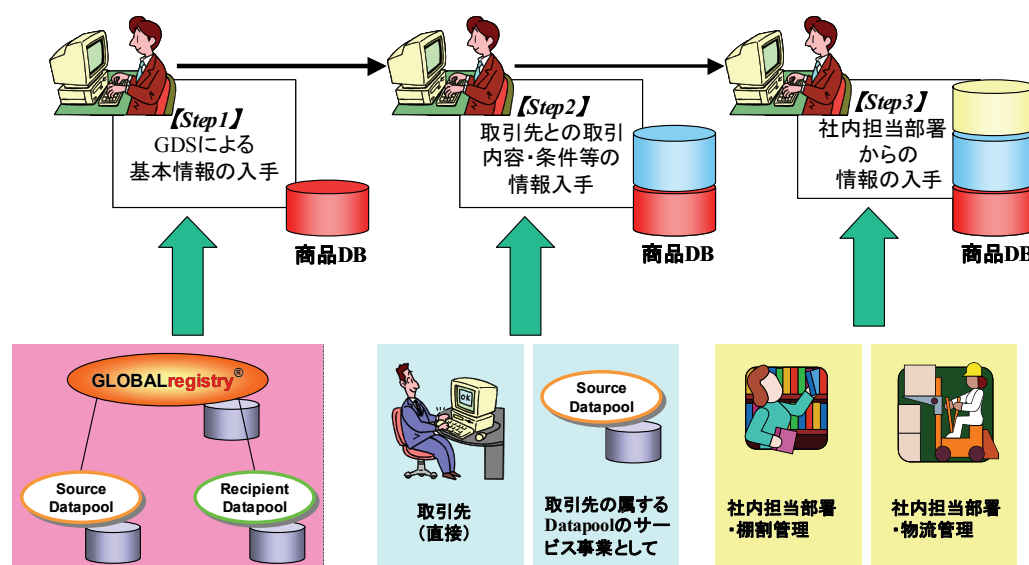 【Step1】
GDSによる
基本情報の入手
商品DB
【Step2】
取引先との取引
内容・条件等の
情報入手
商品DB
【Step3】
社内担当部署
からの
情報の入手
商品DB
GLOBALregistry®
Source
Datapool
Recipient
Datapool
OK
取引先
（直接）
Source
Datapool
取引先の属する
Datapoolのサー
ビス事業として
社内担当部署
・棚割管理
社内担当部署
・物流管理